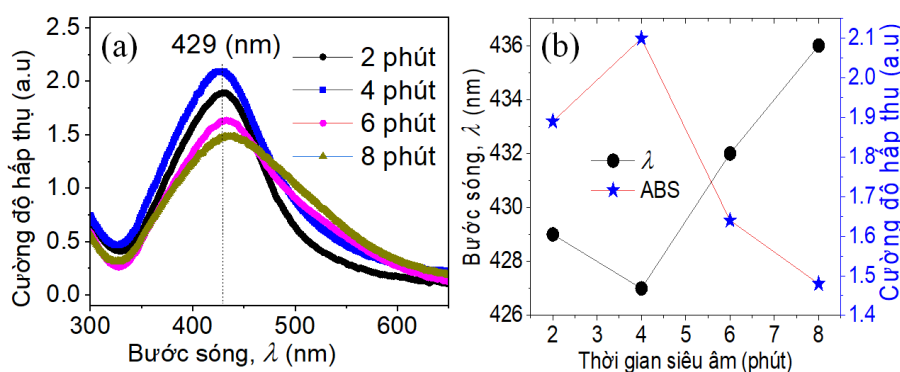 (a)
429 (nm)
2 phút
4 phút
6 phút
8 phút
Cường độ hấp thụ (a.u)
2.5
2.0
1.5
1.0
0.5
0.0
300 400 500 600
Bước sóng, λ (nm)
(b)
λ
ABS
Bước sóng, λ (nm)
436
434
432
430
429
427
426
2 3 4 5 6 7 8
Thời gian siêu âm (phút)
2.1
2.0
1.9
1.8
1.7
1.6
1.5
1.4
Cường độ hấp thu (a.u)